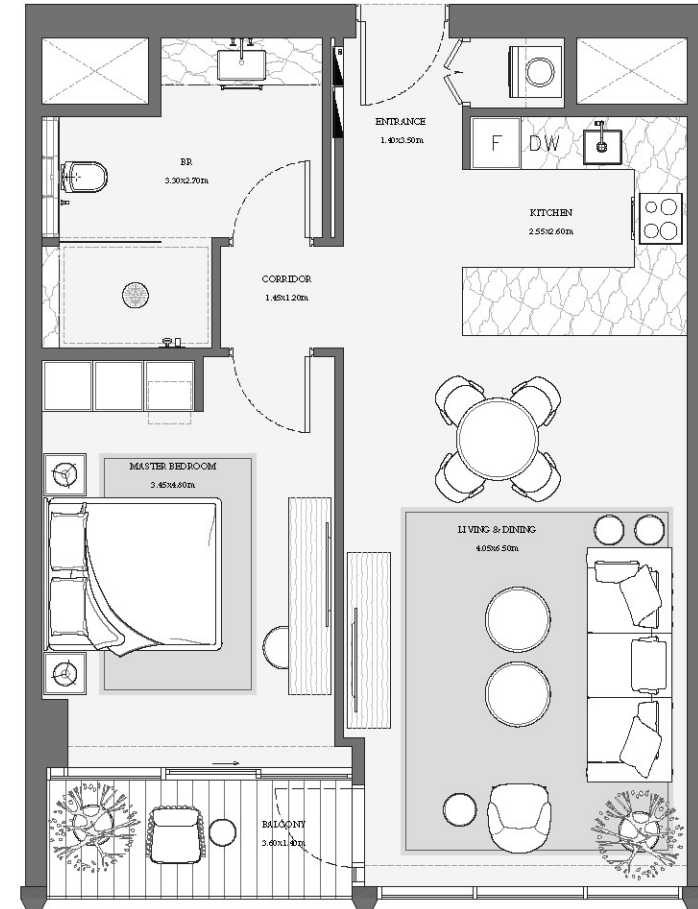 ENTRANCE
1.40x3.50m
F
DW
BR
3.30x2.70m
KITCHEN
2.55x2.60m
CORRIDOR
1.45x1.20m
MASTER BEDROOM
3.45x4.60m
LIVING & DINING
4.05x6.50m
BALCONY
3.60x1.40m